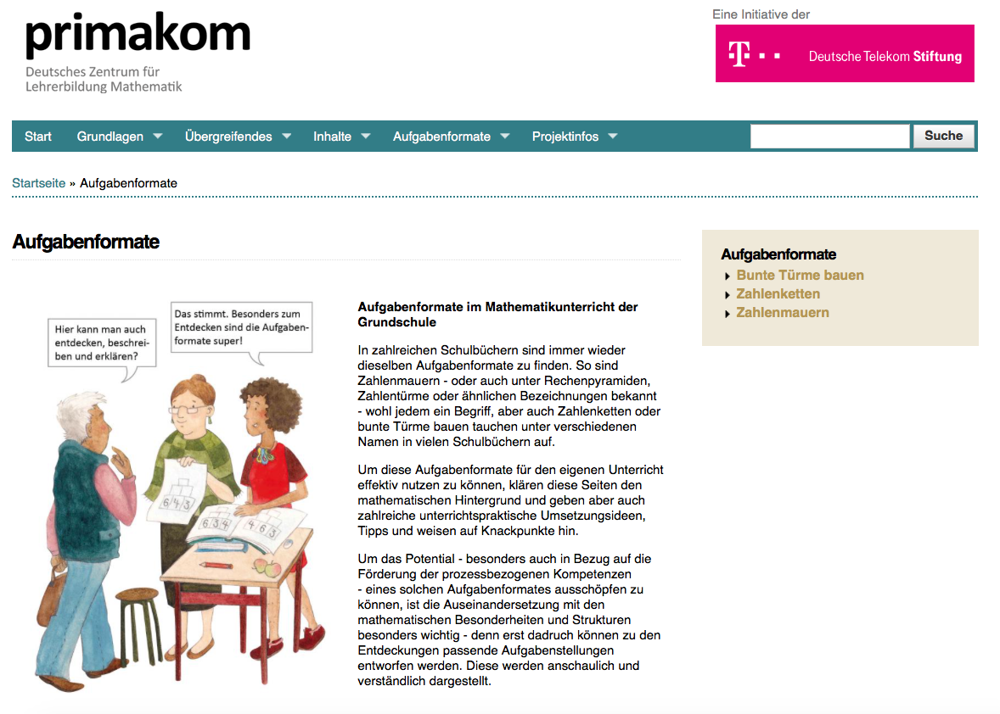 primakom
Deutsches Zentrum für
Lehrerbildung Mathematik
Eine Initiative der
T Deutsche Telekom Stiftung
Start Grundlagen Übergreifendes Inhalte Aufgabenformate Projektinfos Suche
Startseite » Aufgabenformate
Aufgabenformate
Hier kann man auch
entdecken, beschrei-
ben und erklären?
Das stimmt. Besonders zum
Entdecken sind die Aufgaben-
formate super!
6 4 3
6 3 4
4 6 3
Aufgabenformate im Mathematikunterricht der
Grundschule
In zahlreichen Schulbüchern sind immer wieder
dieselben Aufgabenformate zu finden. So sind
Zahlenmauern - oder auch unter Rechenpyramiden,
Zahlentürme oder ähnlichen Bezeichnungen bekannt
- wohl jedem ein Begriff, aber auch Zahlenketten oder
bunte Türme bauen tauchen unter verschiedenen
Namen in vielen Schulbüchern auf.
Um diese Aufgabenformate für den eigenen Unterricht
effektiv nutzen zu können, klären diese Seiten den
mathematischen Hintergrund und geben aber auch
zahlreiche unterrichtspraktische Umsetzungsideen,
Tipps und weisen auf Knackpunkte hin.
Um das Potential - besonders auch in Bezug auf die
Förderung der prozessbezogenen Kompetenzen
- eines solchen Aufgabenformates ausschöpfen zu
können, ist die Auseinandersetzung mit den
mathematischen Besonderheiten und Strukturen
besonders wichtig - denn erst dadruch können zu den
Entdeckungen passende Aufgabenstellungen
entworfen werden. Diese werden anschaulich und
verständlich dargestellt.
Aufgabenformate
Bunte Türme bauen
Zahlenketten
Zahlenmauern